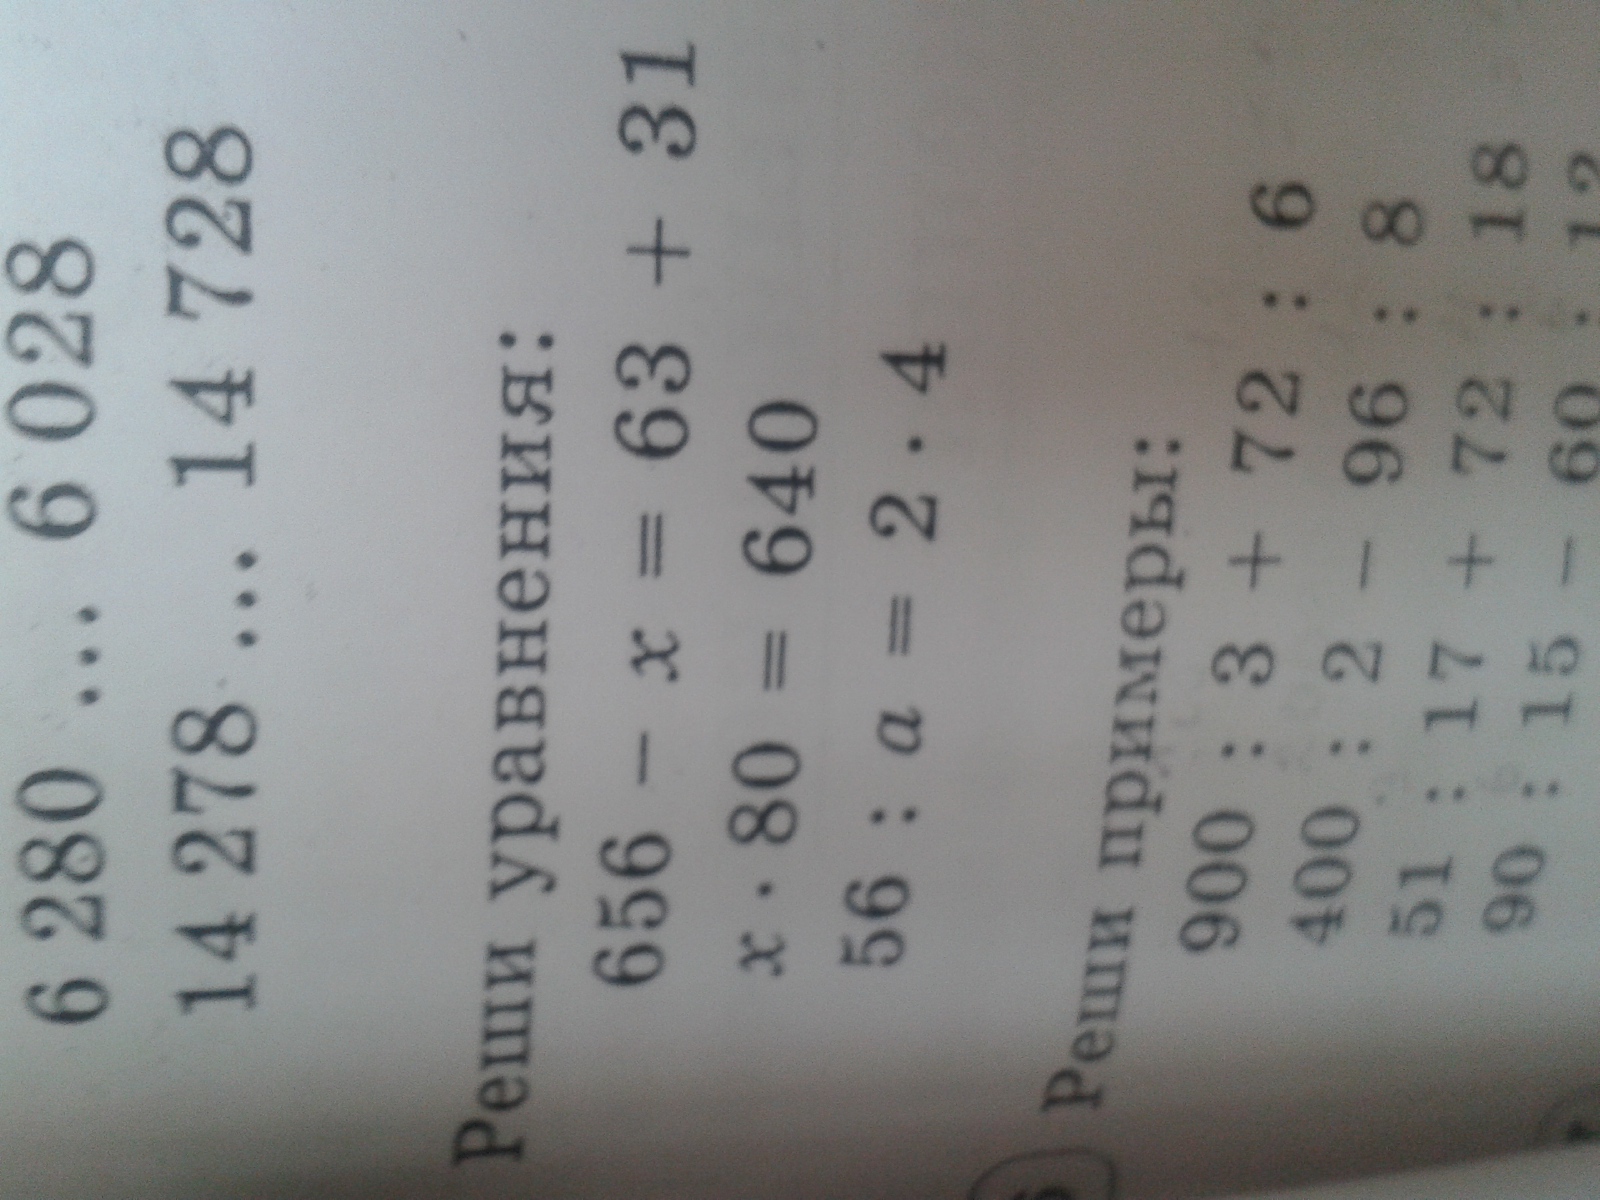 6 280 ... 6 028
14 278 ... 14 728
Реши уравнения:
656 − x = 63 + 31
x · 80 = 640
56 : a = 2 · 4
Реши примеры:
900 : 3 + 72 : 6
400 : 2 − 96 : 8
51 : 17 + 72 : 18
90 : 15 − 60 : 12